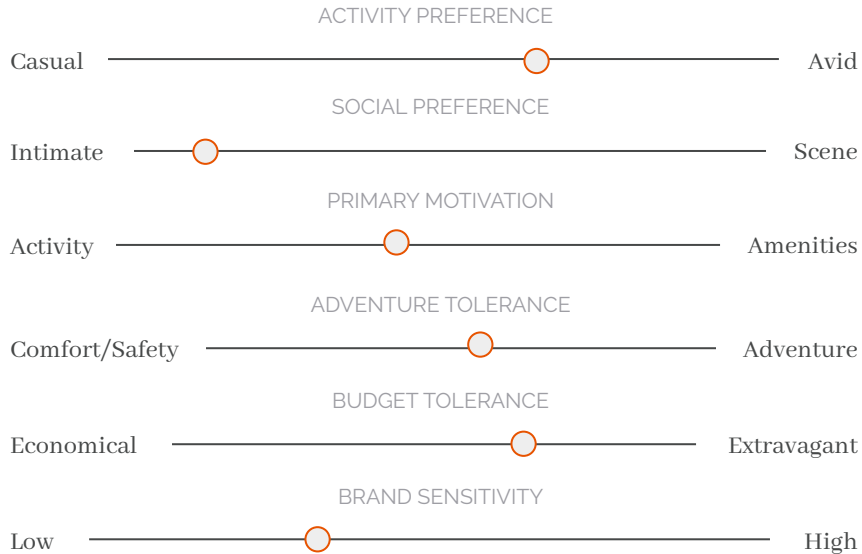 ACTIVITY PREFERENCE
Casual Avid
SOCIAL PREFERENCE
Intimate Scene
PRIMARY MOTIVATION
Activity Amenities
ADVENTURE TOLERANCE
Comfort/Safety Adventure
BUDGET TOLERANCE
Economical Extravagant
BRAND SENSITIVITY
Low High